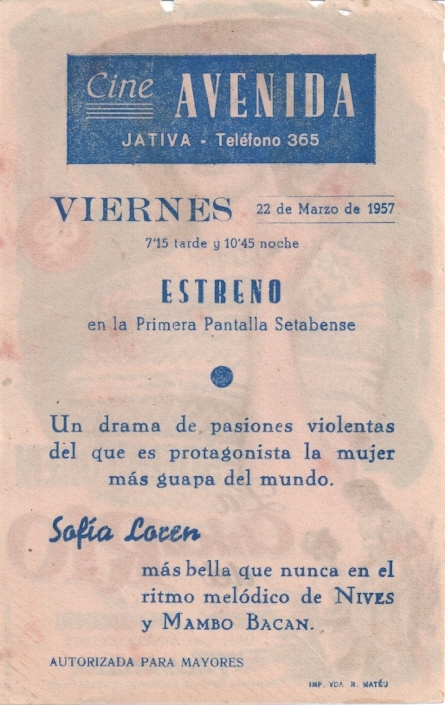 Cine AVENIDA
JATIVA - Teléfono 365
VIERNES 22 de Marzo de 1957
7'15 tarde y 10'45 noche
ESTRENO
en la Primera Pantalla Setabense
Un drama de pasiones violentas
del que es protagonista la mujer
más guapa del mundo.
Sofía Loren
más bella que nunca en el
ritmo melódico de NIVES
y MAMBO BACAN.
AUTORIZADA PARA MAYORES
IMP. VDA R. MATÉU